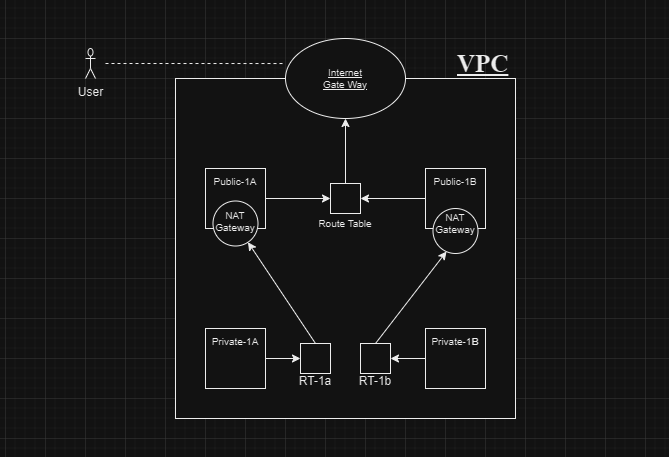 VPC
Internet
Gate Way
User
Public-1A
Public-1B
NAT
Gateway
NAT
Gateway
Route Table
Private-1A
Private-1B
RT-1a
RT-1b